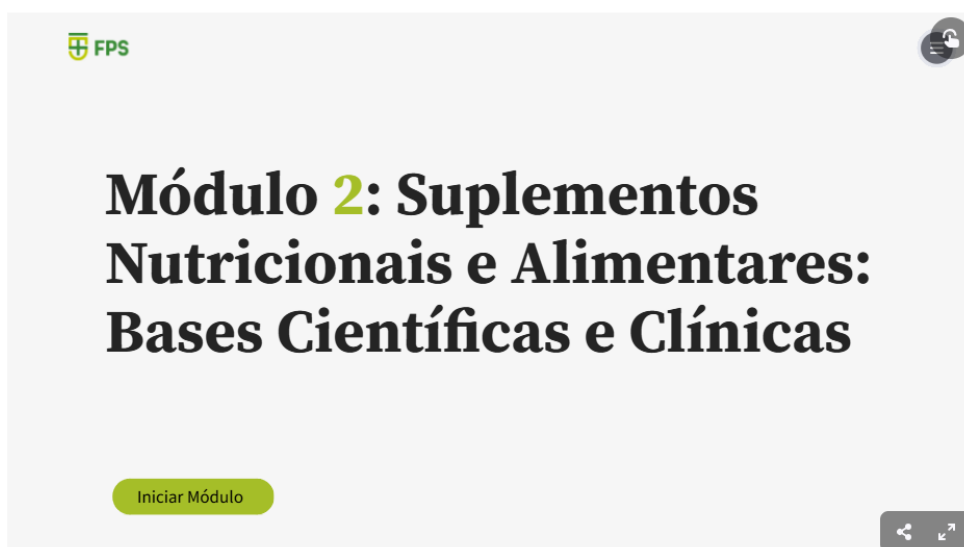 FPS
Módulo 2: Suplementos
Nutricionais e Alimentares:
Bases Científicas e Clínicas
Iniciar Módulo